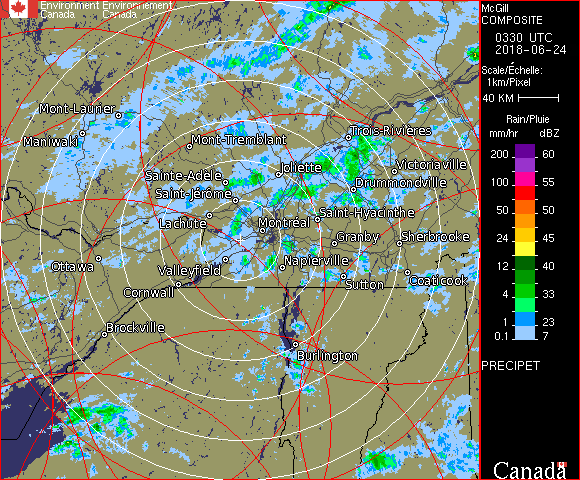 Environment Environnement
Canada Canada
McGill
COMPOSITE
0330 UTC
2018-06-24
Scale/Échelle:
1km/Pixel
40 KM
Rain/Pluie
mm/hr dBZ
200 60
100 55
50 50
24 45
12 40
4 33
1 23
0.1 7
PRECIPET
Canada
Mont-Laurier
Maniwaki
Mont-Tremblant
Trois-Rivières
Sainte-Adèle
Joliette
Victoriaville
Saint-Jérôme
Drummondville
Lachute
Montréal
Saint-Hyacinthe
Granby
Sherbrooke
Ottawa
Valleyfield
Napierville
Cornwall
Sutton
Coaticook
Brockville
Burlington